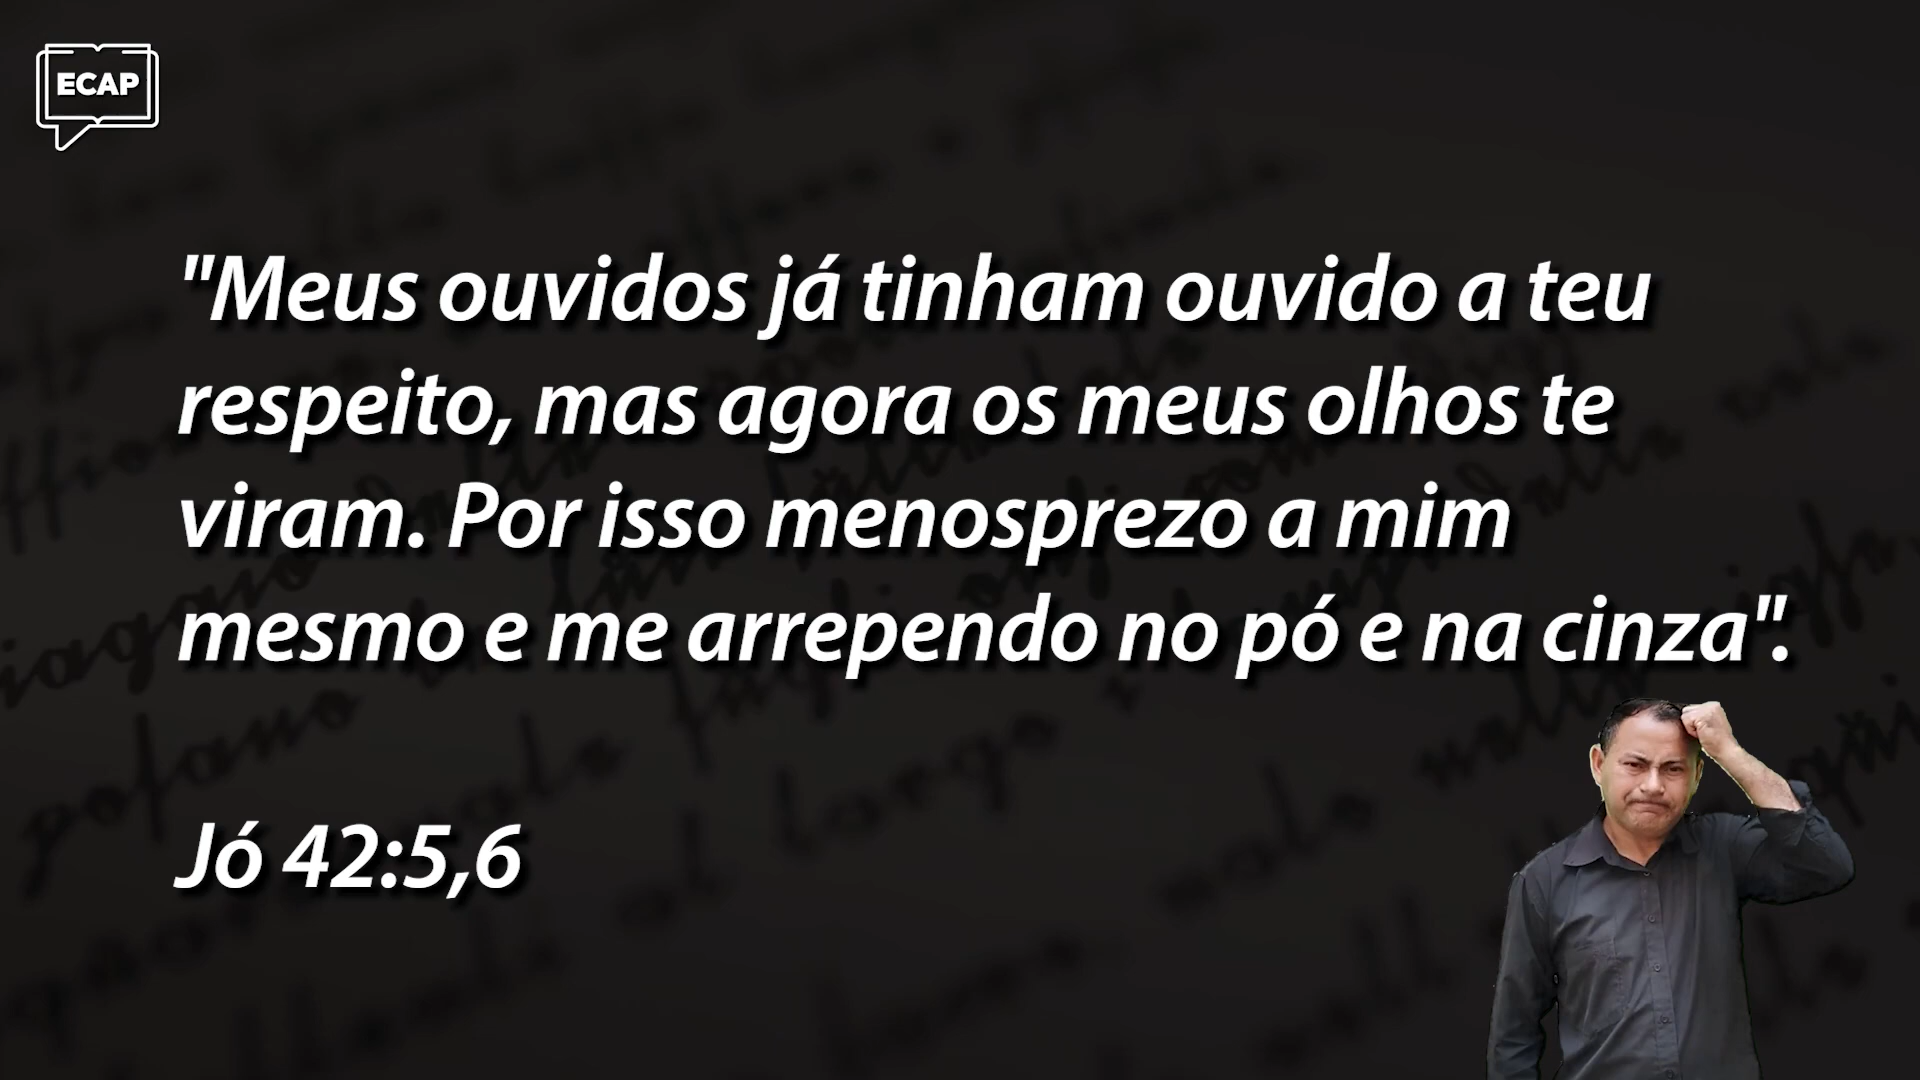 ECAP
"Meus ouvidos já tinham ouvido a teu
respeito, mas agora os meus olhos te
viram. Por isso menosprezo a mim
mesmo e me arrependo no pó e na cinza".
Jó 42:5,6